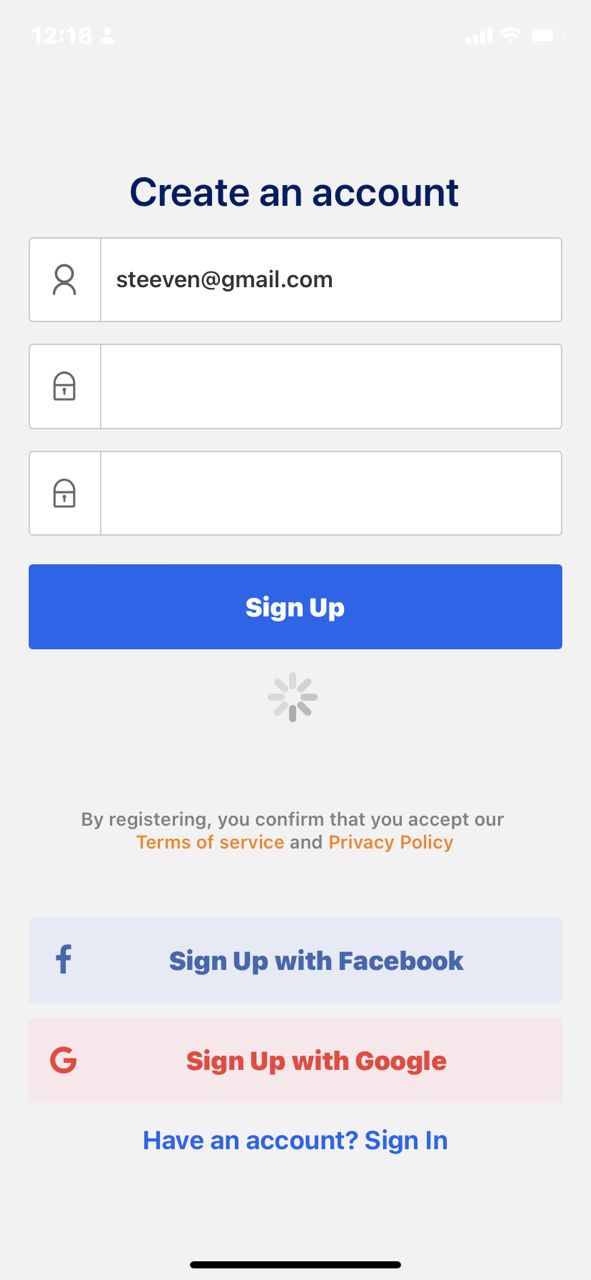 12:18
Create an account
steeven@gmail.com
Sign Up
By registering, you confirm that you accept our
Terms of service and Privacy Policy
Sign Up with Facebook
Sign Up with Google
Have an account? Sign In